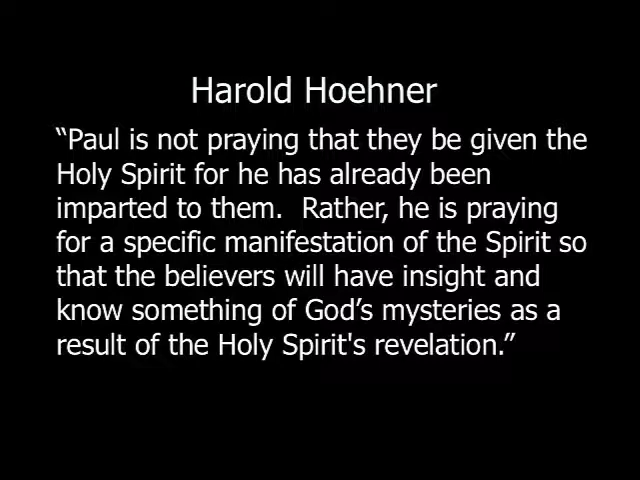 Harold Hoehner
“Paul is not praying that they be given the
Holy Spirit for he has already been
imparted to them.  Rather, he is praying
for a specific manifestation of the Spirit so
that the believers will have insight and
know something of God’s mysteries as a
result of the Holy Spirit's revelation.”